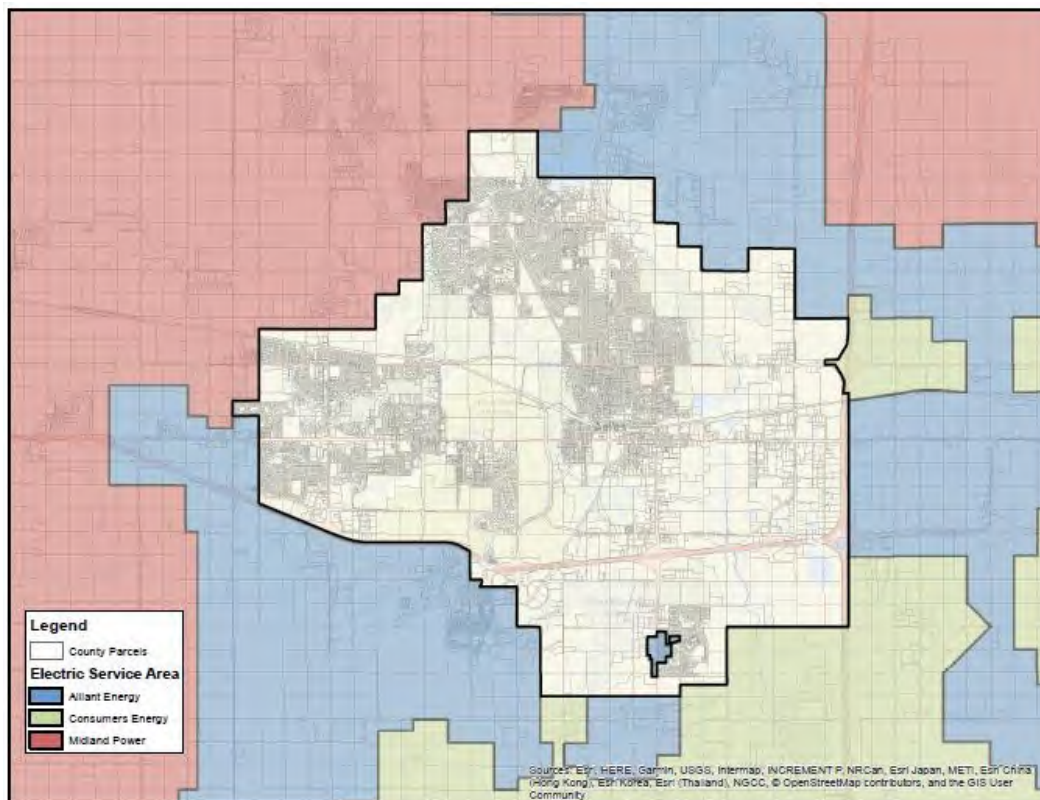 Ames
Legend
County Parcels
Electric Service Area
Alliant Energy
Consumers Energy
Midland Power
Sources: Esri, HERE, Garmin, USGS, Intermap, INCREMENT P, NRCan, Esri Japan, METI, Esri China
(Hong Kong), Esri Korea, Esri (Thailand), NGCC, © OpenStreetMap contributors, and the GIS User
Community